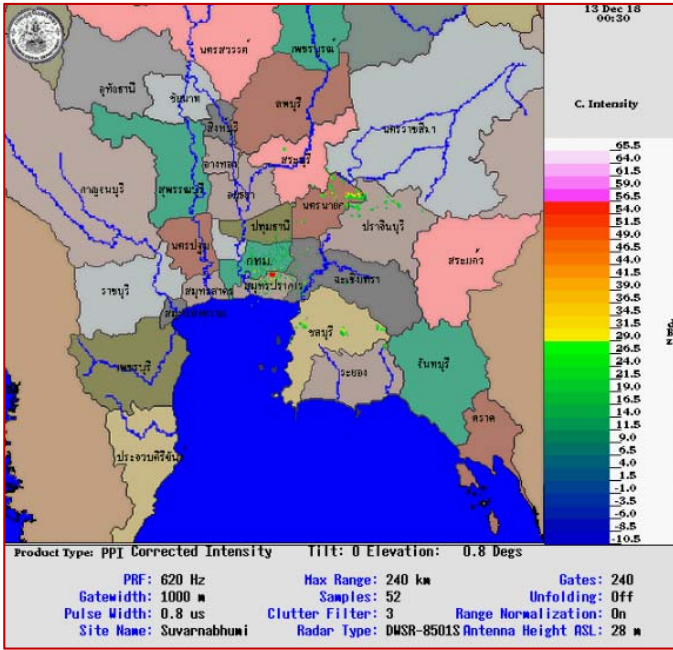 13 Dec 18
00:30
C. Intensity
65.5
64.0
61.5
59.0
56.5
54.0
51.5
49.0
46.5
44.0
41.5
39.0
36.5
34.0
31.5
29.0
26.5
24.0
21.5
19.0
16.5
14.0
11.5
9.0
6.5
4.0
1.5
-1.0
-3.5
-6.0
-8.5
-10.5
นครสวรรค์
เพชรบูรณ์
อุทัยธานี
ชัยนาท
ลพบุรี
สิงหบุรี
นครราชสีมา
อ่างทอง
สระบุรี
กาญจนบุรี
สุพรรณบุรี
อยุธยา
นครนายก
ปทุมธานี
ปราจีนบุรี
นครปฐม
กทม.
สระแก้ว
ฉะเชิงเทรา
ราชบุรี
สมุทรสาคร
สมุทรปราการ
ชลบุรี
เพชรบุรี
ระยอง
จันทบุรี
ตราด
ประจวบคีรีขันธ์
Product Type: PPI Corrected Intensity Tilt: 0 Elevation: 0.8 Degs
PRF: 620 Hz Max Range: 240 km Gates: 240
Gatewidth: 1000 m Samples: 52 Unfolding: Off
Pulse Width: 0.8 us Clutter Filter: 3 Range Normalization: On
Site Name: Suvarnabhumi Radar Type: DWSR-8501S Antenna Height ASL: 28 m